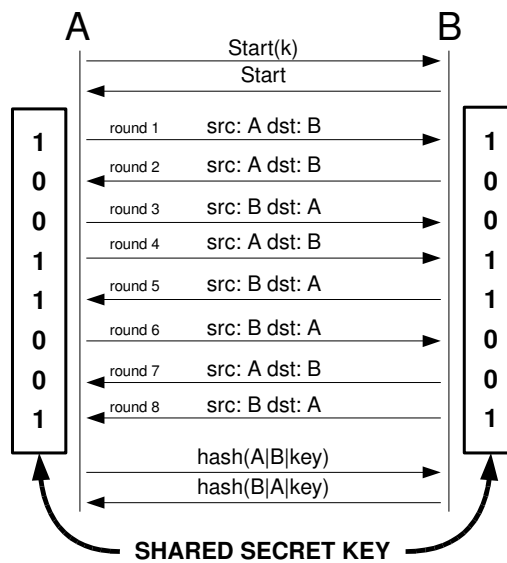 A B
Start(k)
Start
1 round 1 src: A dst: B 1
0 round 2 src: A dst: B 0
0 round 3 src: B dst: A 0
1 round 4 src: A dst: B 1
1 round 5 src: B dst: A 1
0 round 6 src: B dst: A 0
0 round 7 src: A dst: B 0
1 round 8 src: B dst: A 1
hash(A|B|key)
hash(B|A|key)
SHARED SECRET KEY